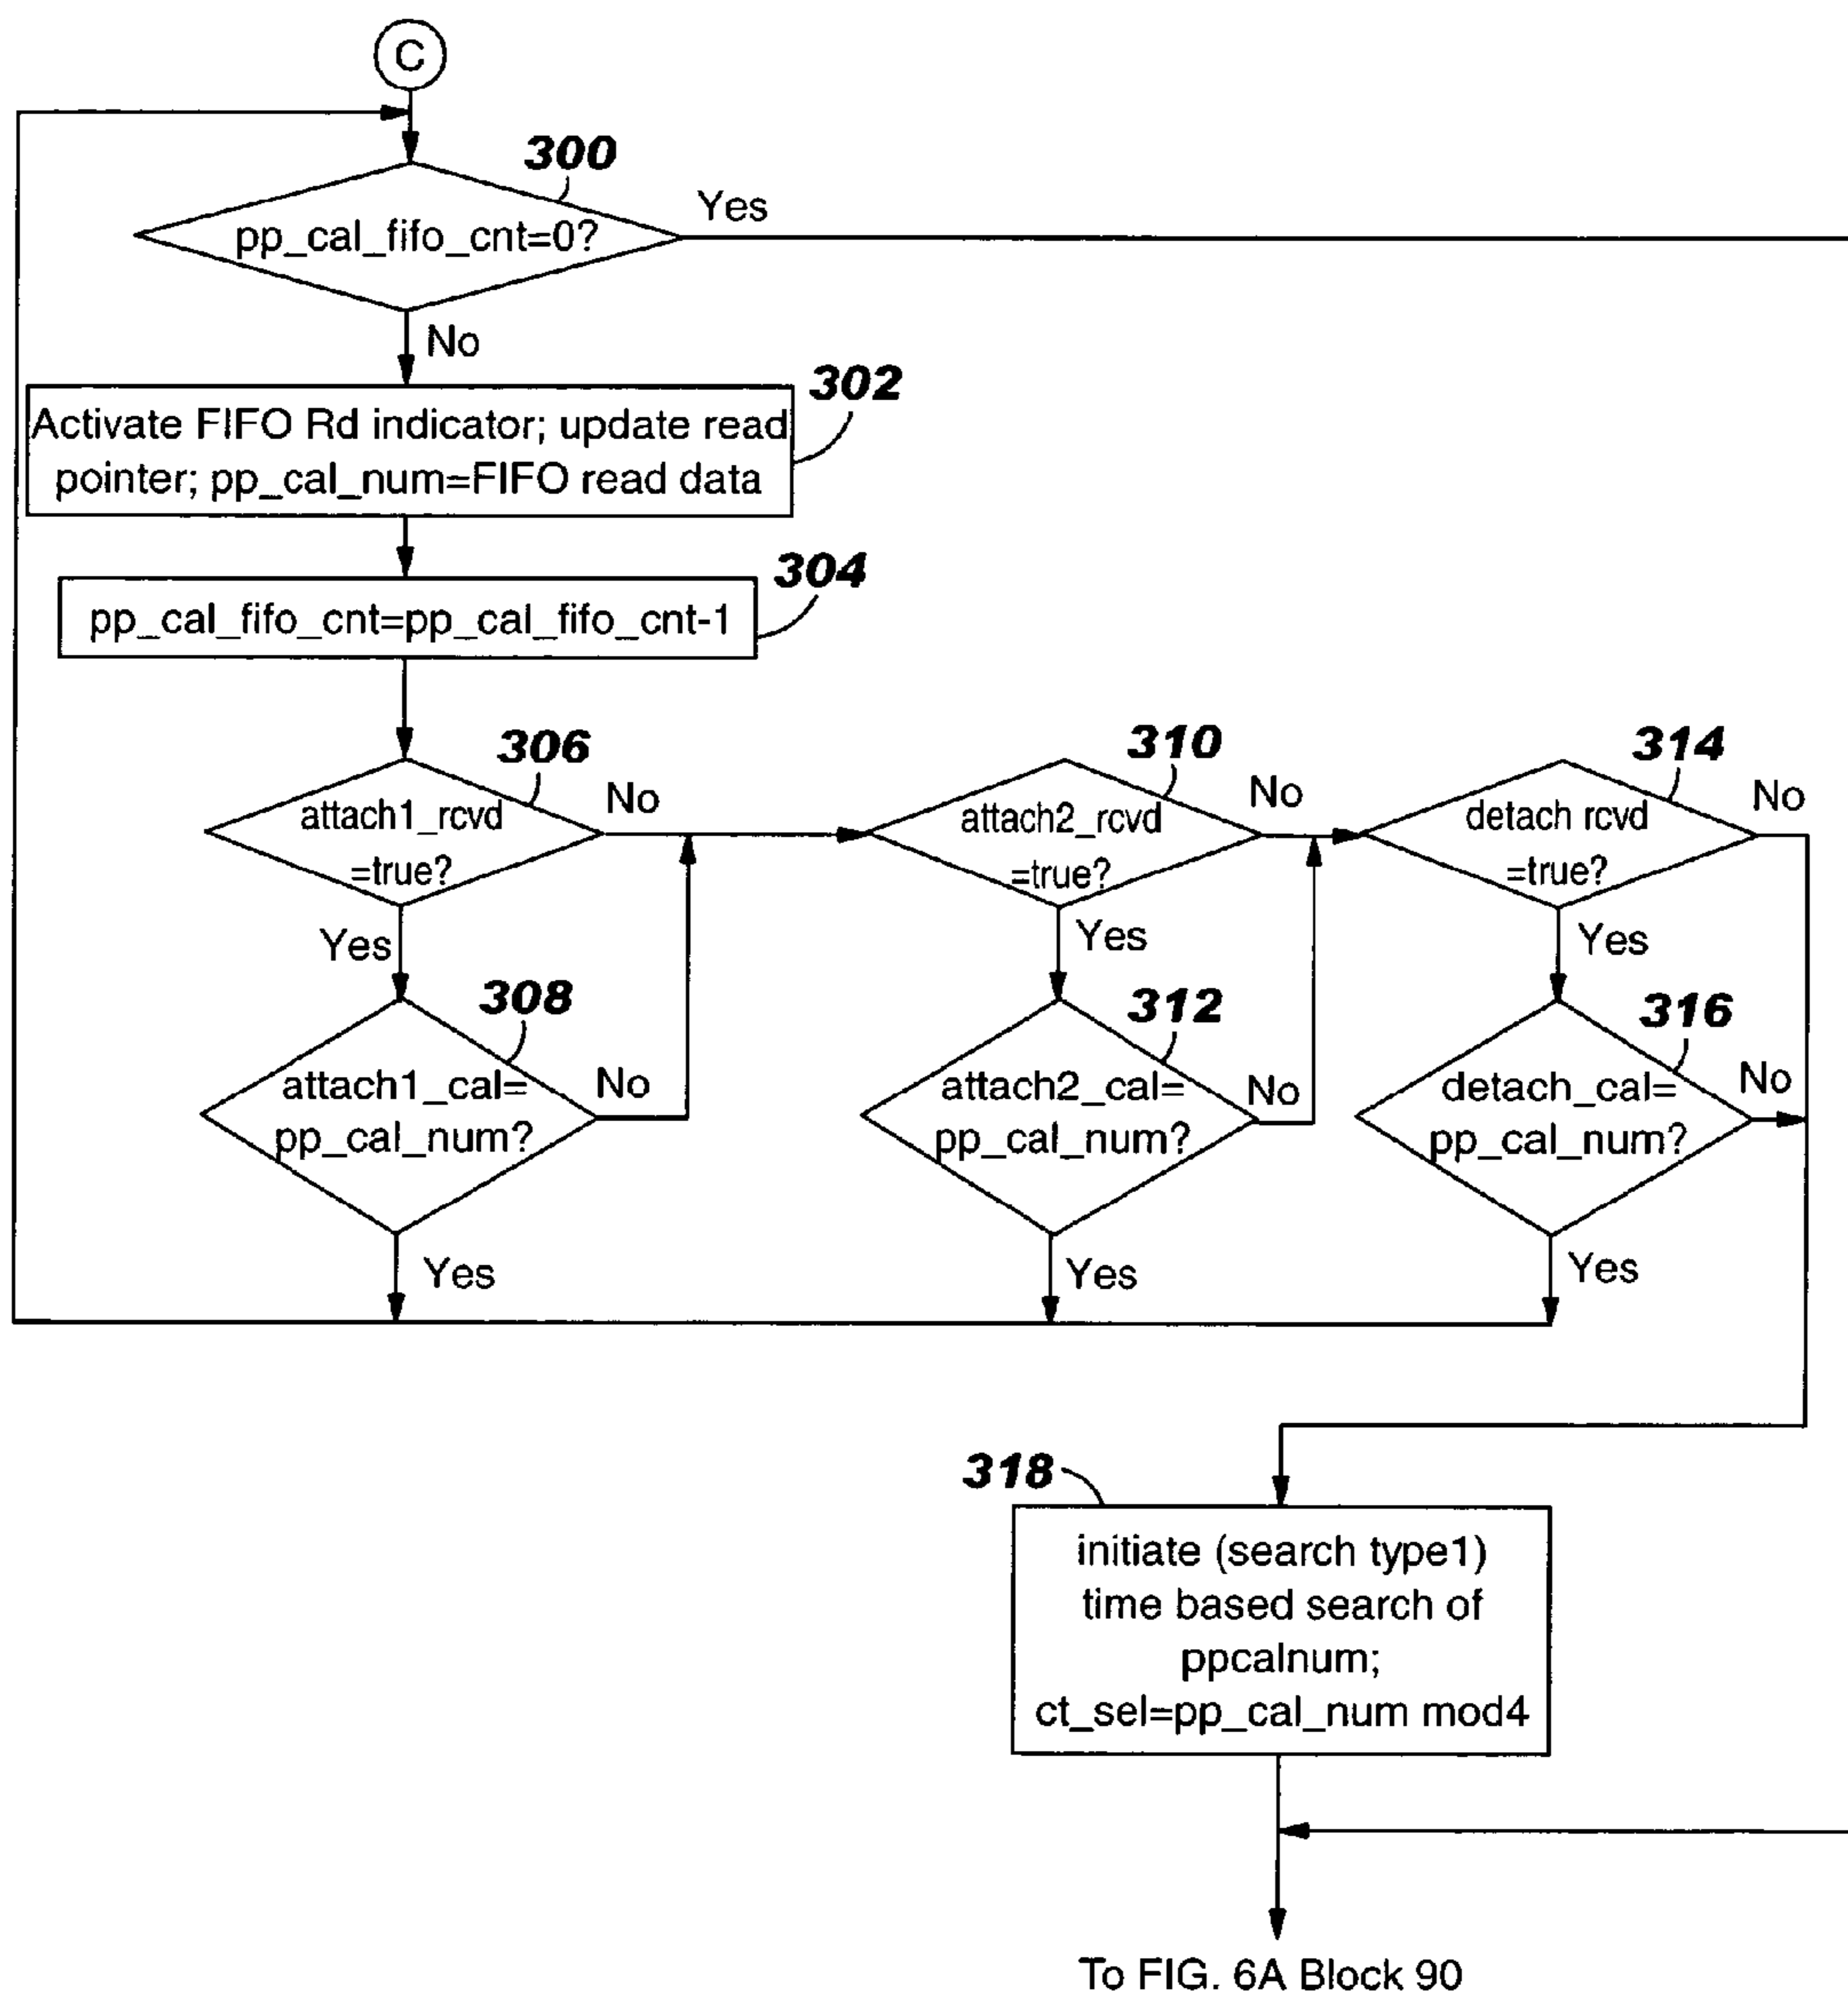 C
300
pp_cal_fifo_cnt=0?
Yes
No
302
Activate FIFO Rd indicator; update read
pointer; pp_cal_num=FIFO read data
304
pp_cal_fifo_cnt=pp_cal_fifo_cnt-1
306
attach1_rcvd
=true?
No
Yes
310
attach2_rcvd
=true?
No
Yes
314
detach rcvd
=true?
No
Yes
308
attach1_cal=
pp_cal_num?
No
Yes
312
attach2_cal=
pp_cal_num?
No
Yes
316
detach_cal=
pp_cal_num?
No
Yes
318
initiate (search type1)
time based search of
ppcalnum;
ct_sel=pp_cal_num mod4
To FIG. 6A Block 90